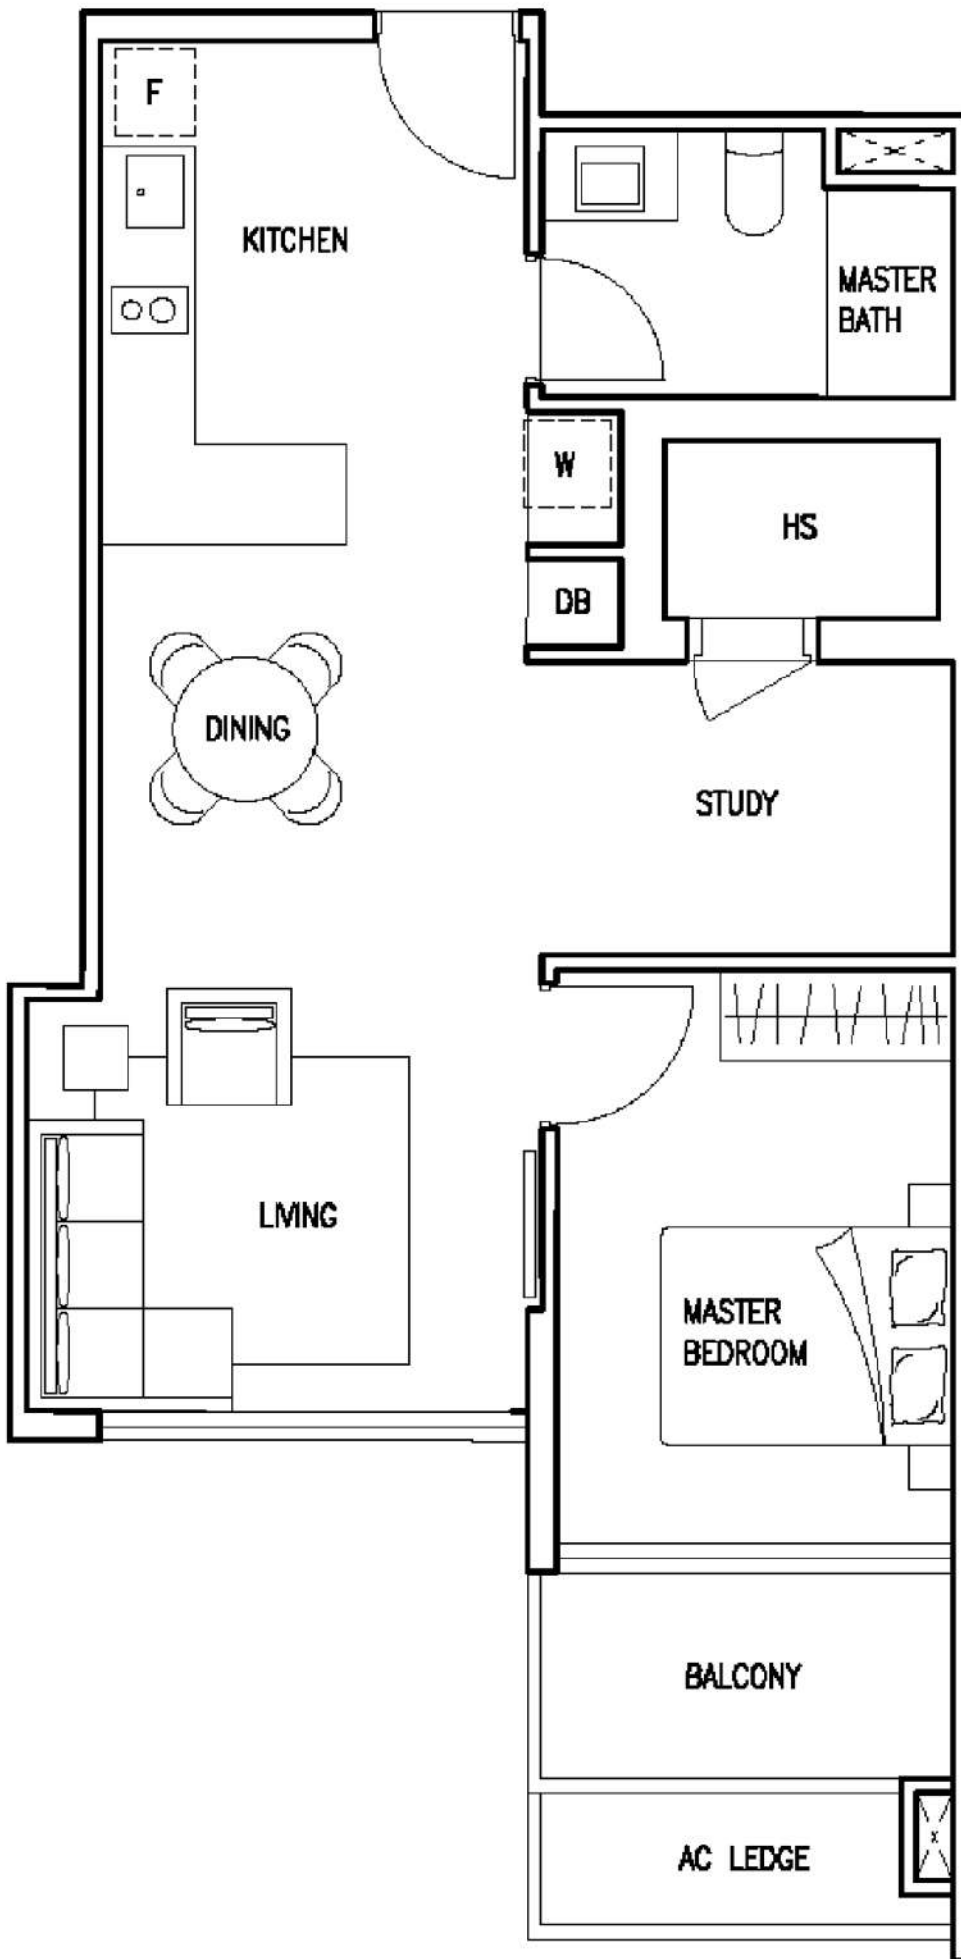 F
KITCHEN
MASTER
BATH
W
HS
DB
DINING
STUDY
LIVING
MASTER
BEDROOM
BALCONY
AC LEDGE